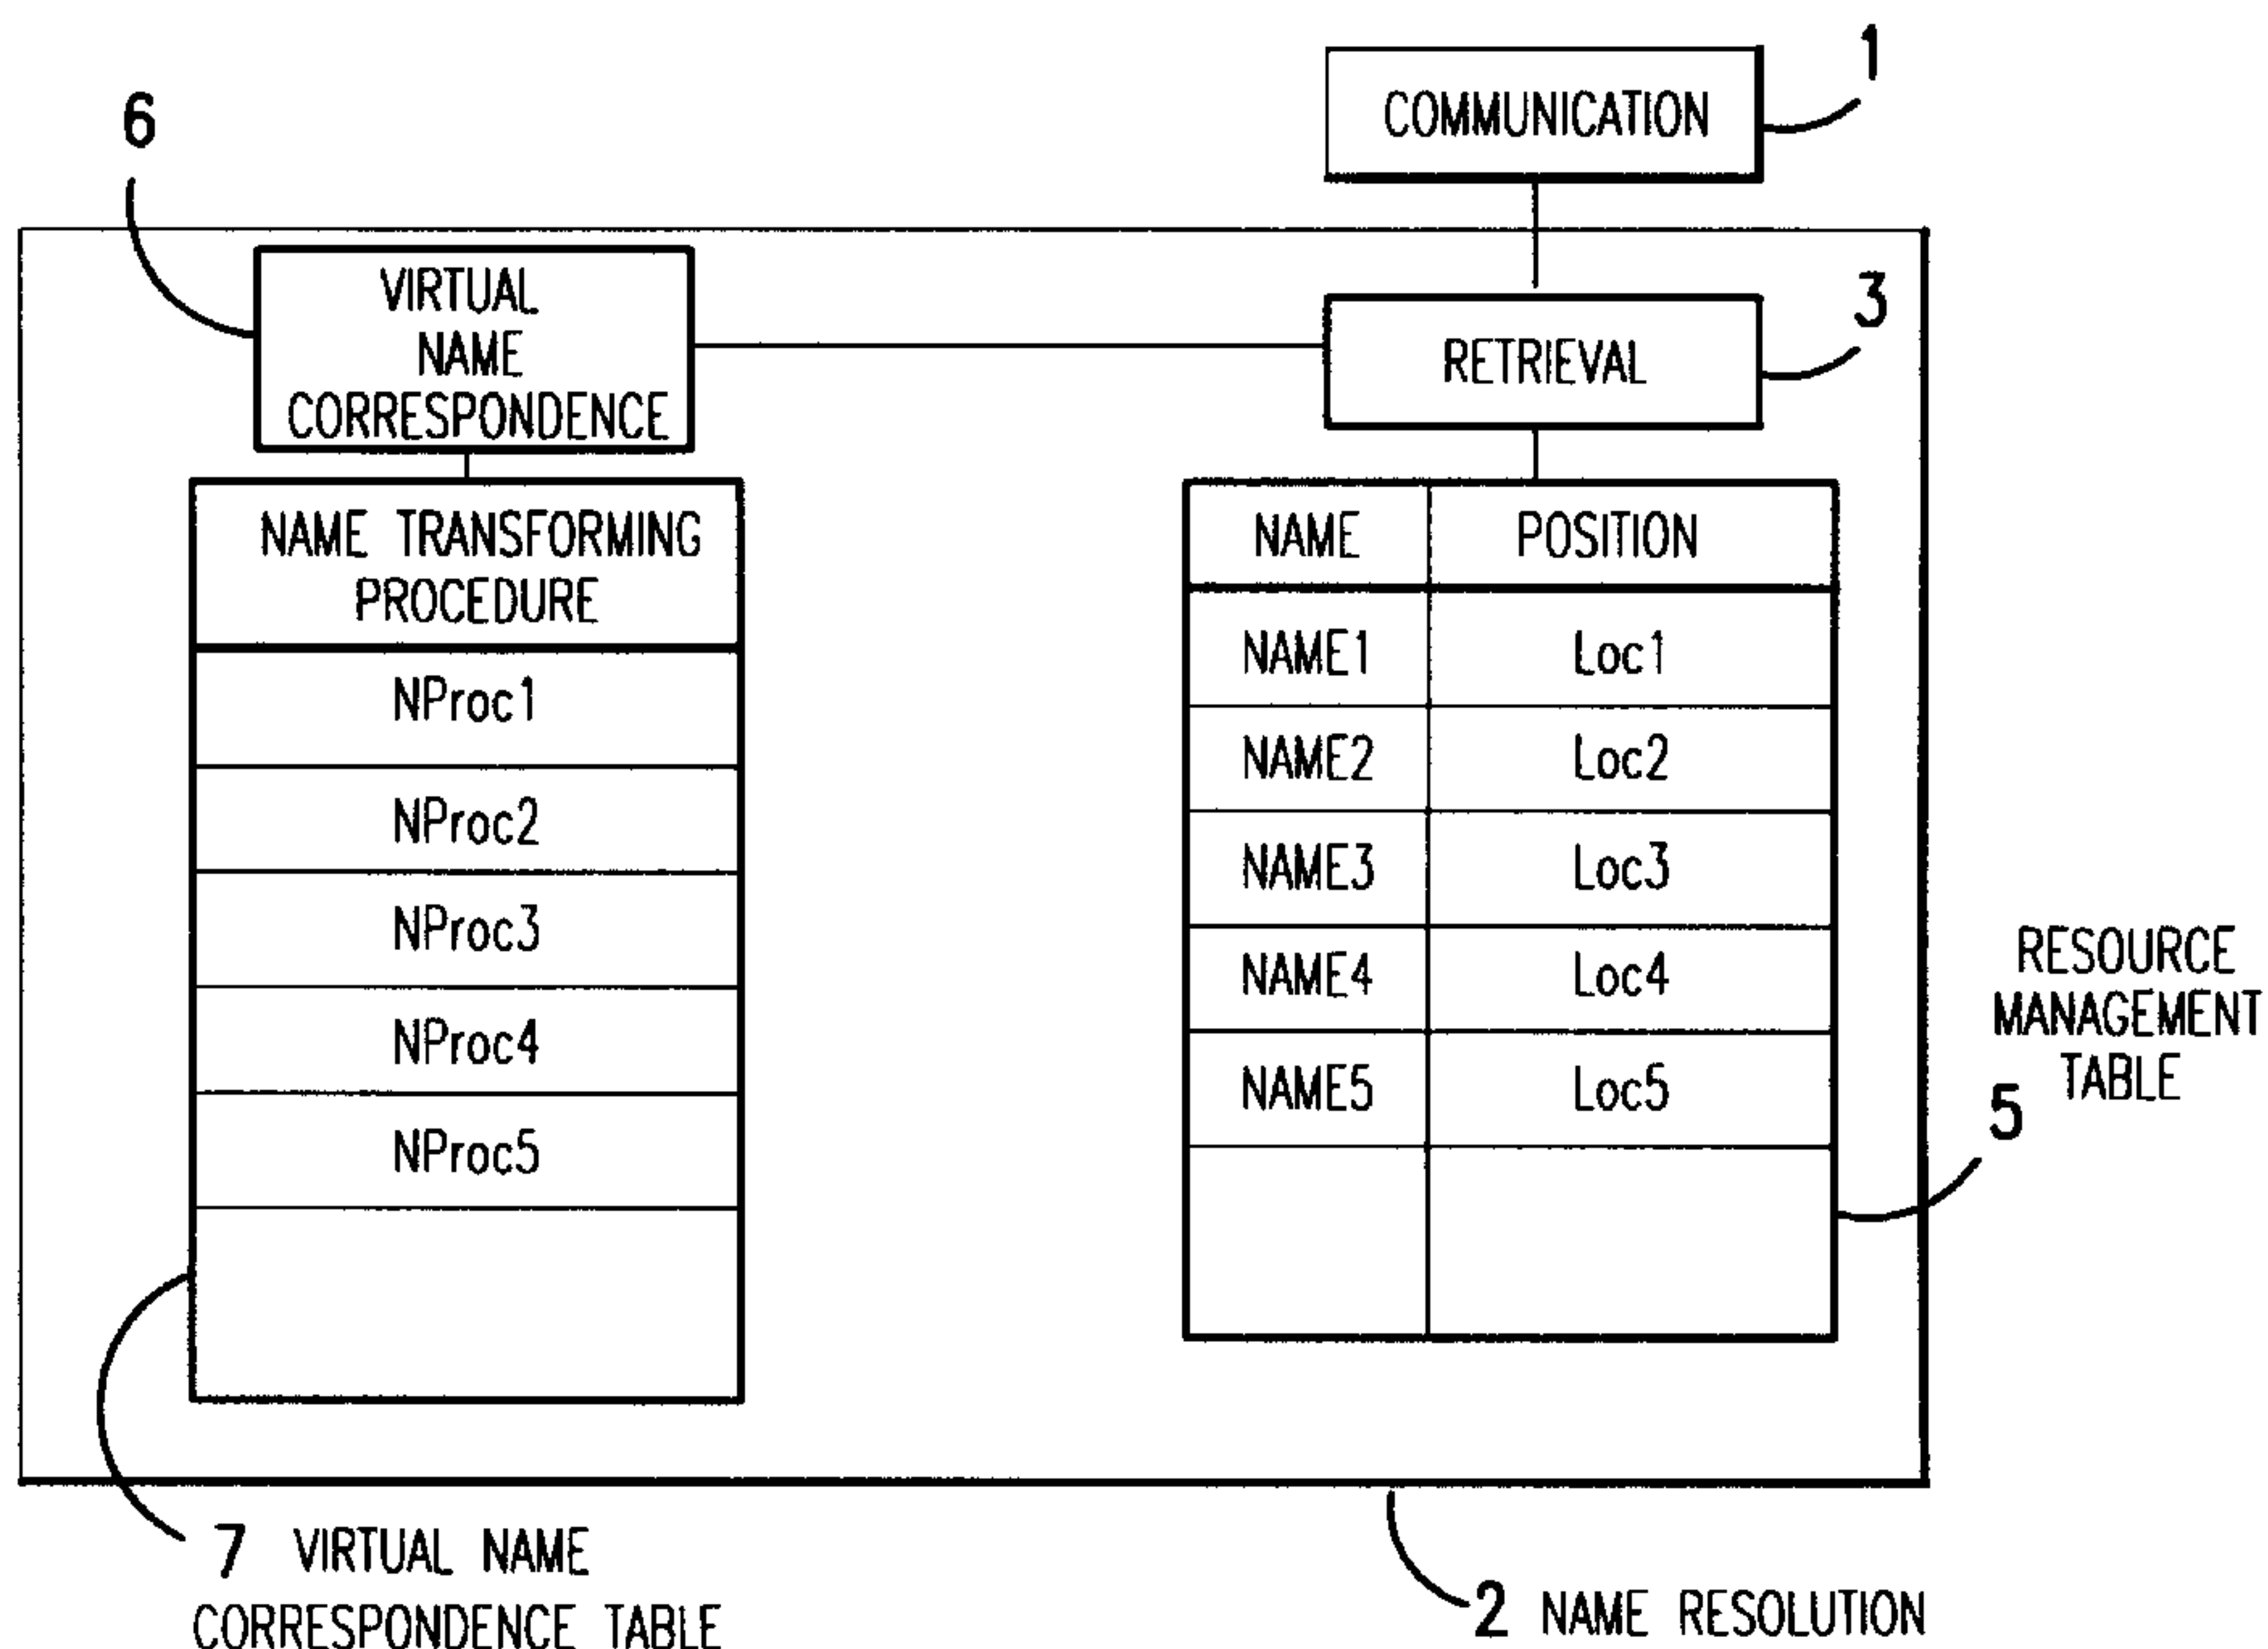 1
COMMUNICATION
6
VIRTUAL
NAME
CORRESPONDENCE
3
RETRIEVAL
NAME TRANSFORMING
PROCEDURE
NProc1
NProc2
NProc3
NProc4
NProc5
NAME POSITION
NAME1 Loc1
NAME2 Loc2
NAME3 Loc3
NAME4 Loc4
NAME5 Loc5
RESOURCE
MANAGEMENT
TABLE
5
7 VIRTUAL NAME
CORRESPONDENCE TABLE
2 NAME RESOLUTION